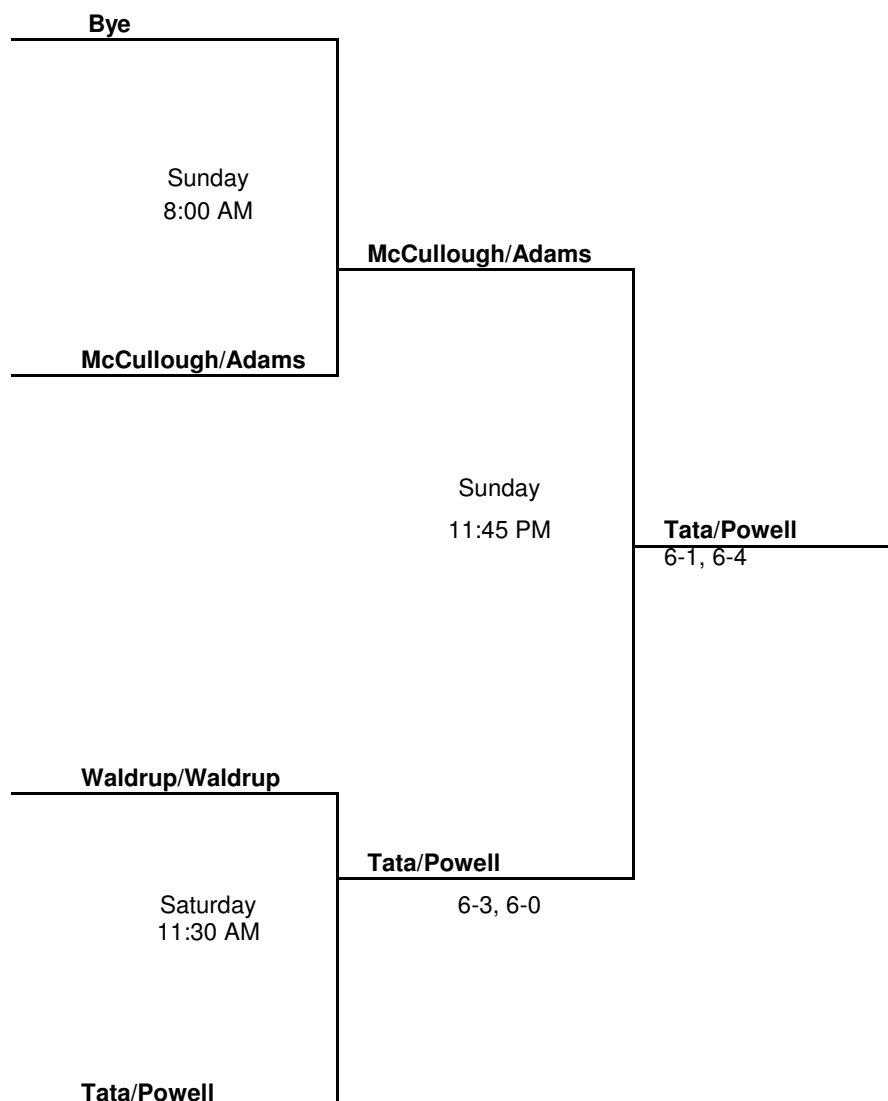 Bye
Sunday
8:00 AM
McCullough/Adams
McCullough/Adams
Sunday
11:45 PM
Tata/Powell
6-1, 6-4
Waldrup/Waldrup
Tata/Powell
Saturday
6-3, 6-0
11:30 AM
Tata/Powell